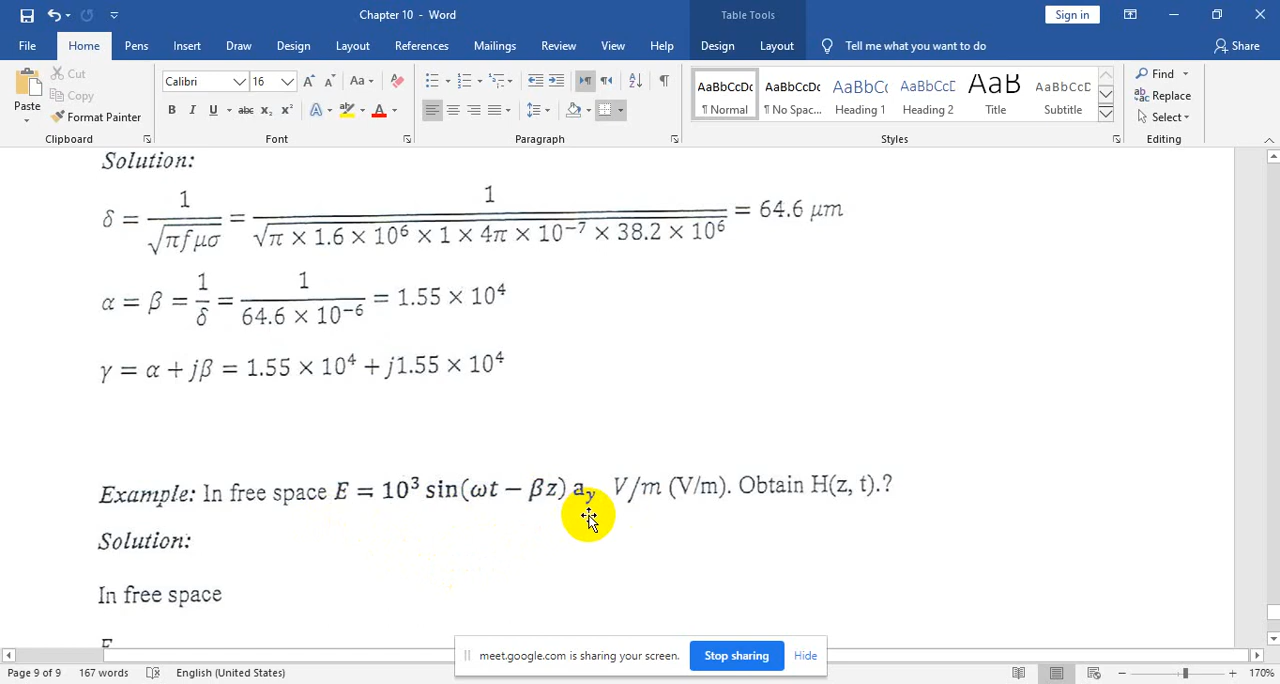 Chapter 10 - Word
Table Tools
Sign in
File Home Pens Insert Draw Design Layout References Mailings Review View Help Design Layout Tell me what you want to do Share
Paste
Cut
Copy
Format Painter
Calibri 16
B I U abc x₂ x²
AaBbCcDc AaBbCcDc AaBbCc AaBbCcD AaB AaBbCcD
¶ Normal ¶ No Spac... Heading 1 Heading 2 Title Subtitle
Find
Replace
Select
Clipboard Font Paragraph Styles Editing
Solution:
δ = 1/√(πfμσ) = 1/√(π × 1.6 × 10⁶ × 1 × 4π × 10⁻⁷ × 38.2 × 10⁶) = 64.6 μm
α = β = 1/δ = 1/(64.6 × 10⁻⁶) = 1.55 × 10⁴
γ = α + jβ = 1.55 × 10⁴ + j1.55 × 10⁴
Example: In free space E = 10³ sin(ωt − βz) a_y V/m (V/m). Obtain H(z, t).?
Solution:
In free space
meet.google.com is sharing your screen. Stop sharing Hide
Page 9 of 9 167 words English (United States) 170%